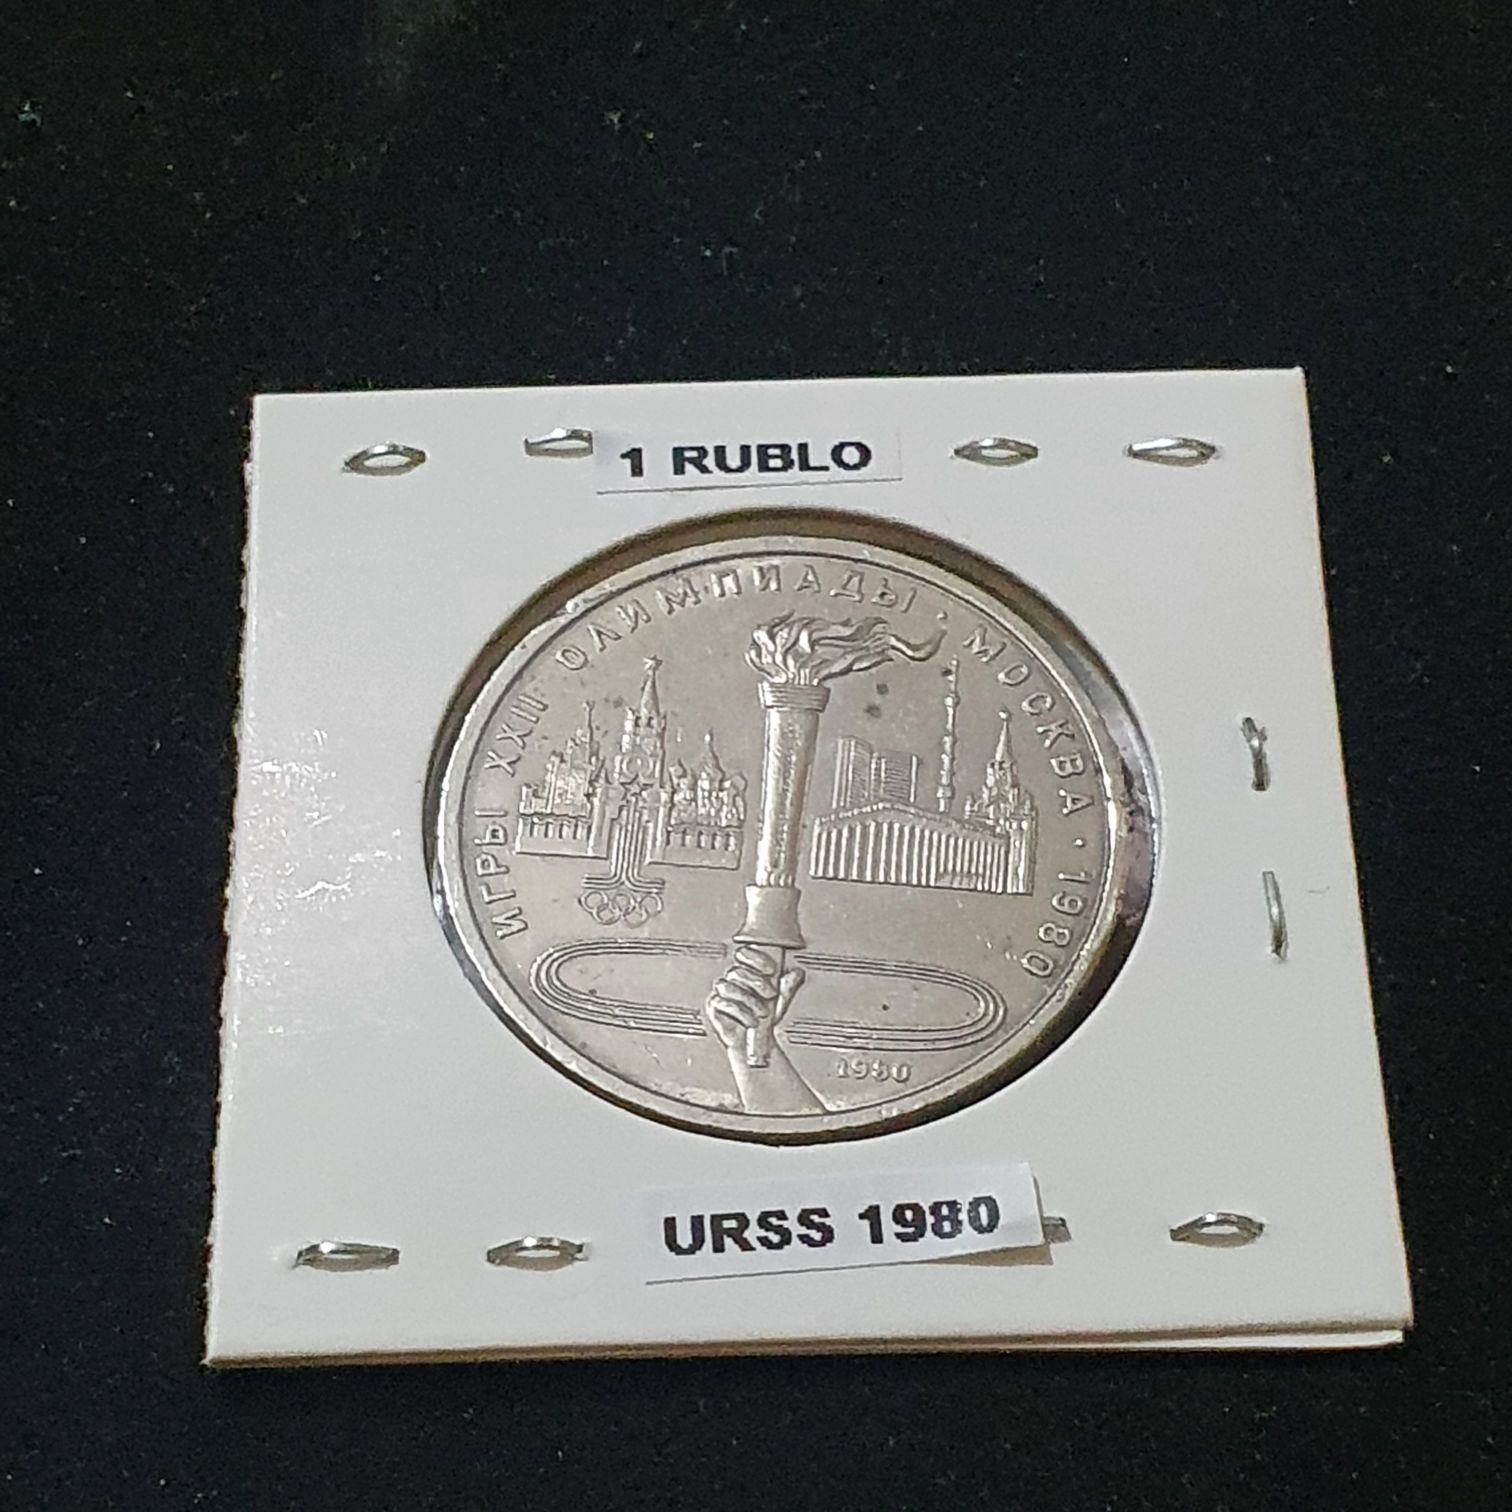 1 RUBLO
ИГРЫ XXII ОЛИМПИАДЫ · МОСКВА · 1980
1980
URSS 1980